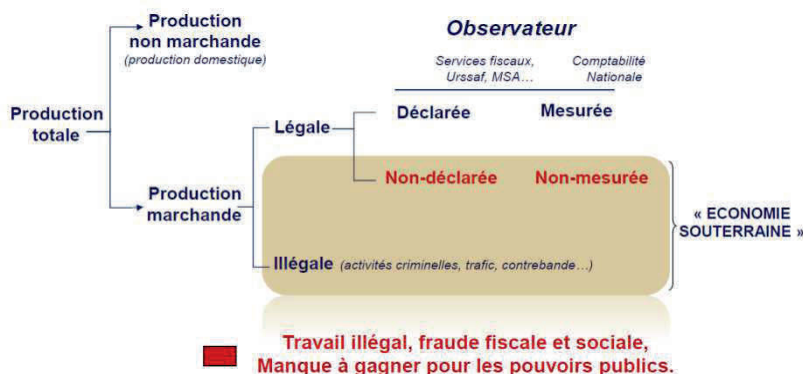 Production
non marchande
(production domestique)
Observateur
Services fiscaux,
Urssaf, MSA…
Comptabilité
Nationale
Production
totale
Légale
Déclarée
Mesurée
Production
marchande
Non-déclarée
Non-mesurée
« ECONOMIE
SOUTERRAINE »
Illégale (activités criminelles, trafic, contrebande…)
Travail illégal, fraude fiscale et sociale,
Manque à gagner pour les pouvoirs publics.